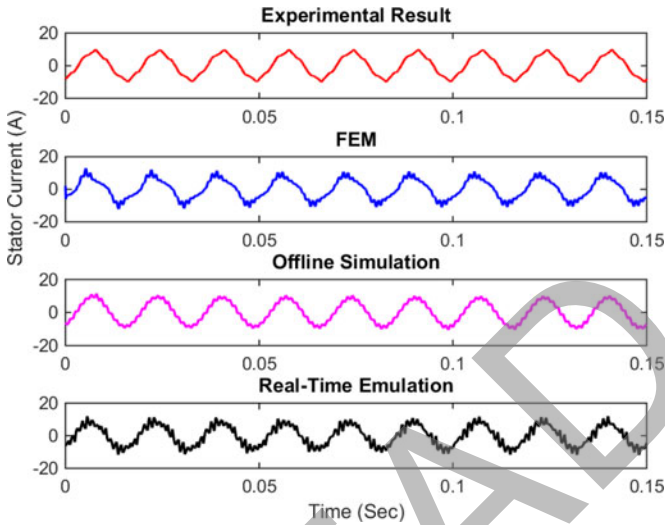 Experimental Result
20
0
-20
0 0.05 0.1 0.15
FEM
20
0
-20
0 0.05 0.1 0.15
Stator Current (A)
Offline Simulation
20
0
-20
0 0.05 0.1 0.15
Real-Time Emulation
20
0
-20
0 0.05 0.1 0.15
Time (Sec)
AD